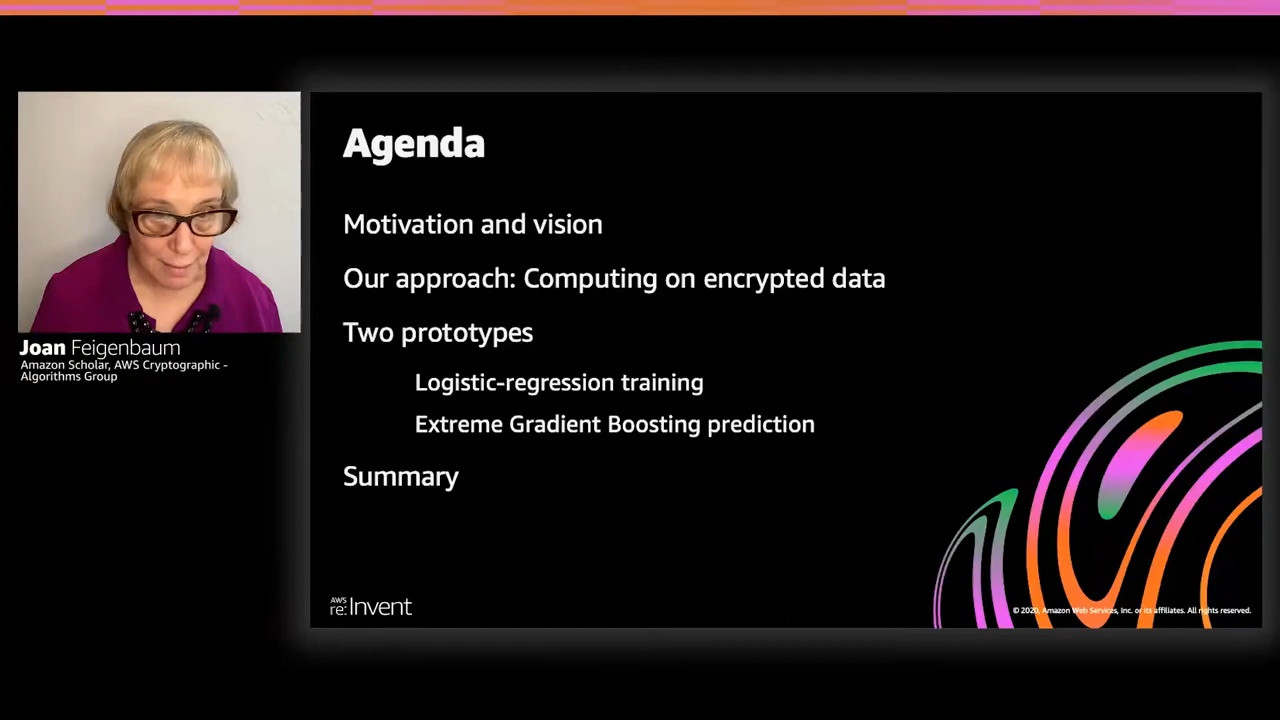 Agenda
Motivation and vision
Our approach: Computing on encrypted data
Two prototypes
Logistic-regression training
Extreme Gradient Boosting prediction
Summary
Joan Feigenbaum
Amazon Scholar, AWS Cryptographic -
Algorithms Group
AWS
re:Invent
© 2020, Amazon Web Services, Inc. or its affiliates. All rights reserved.